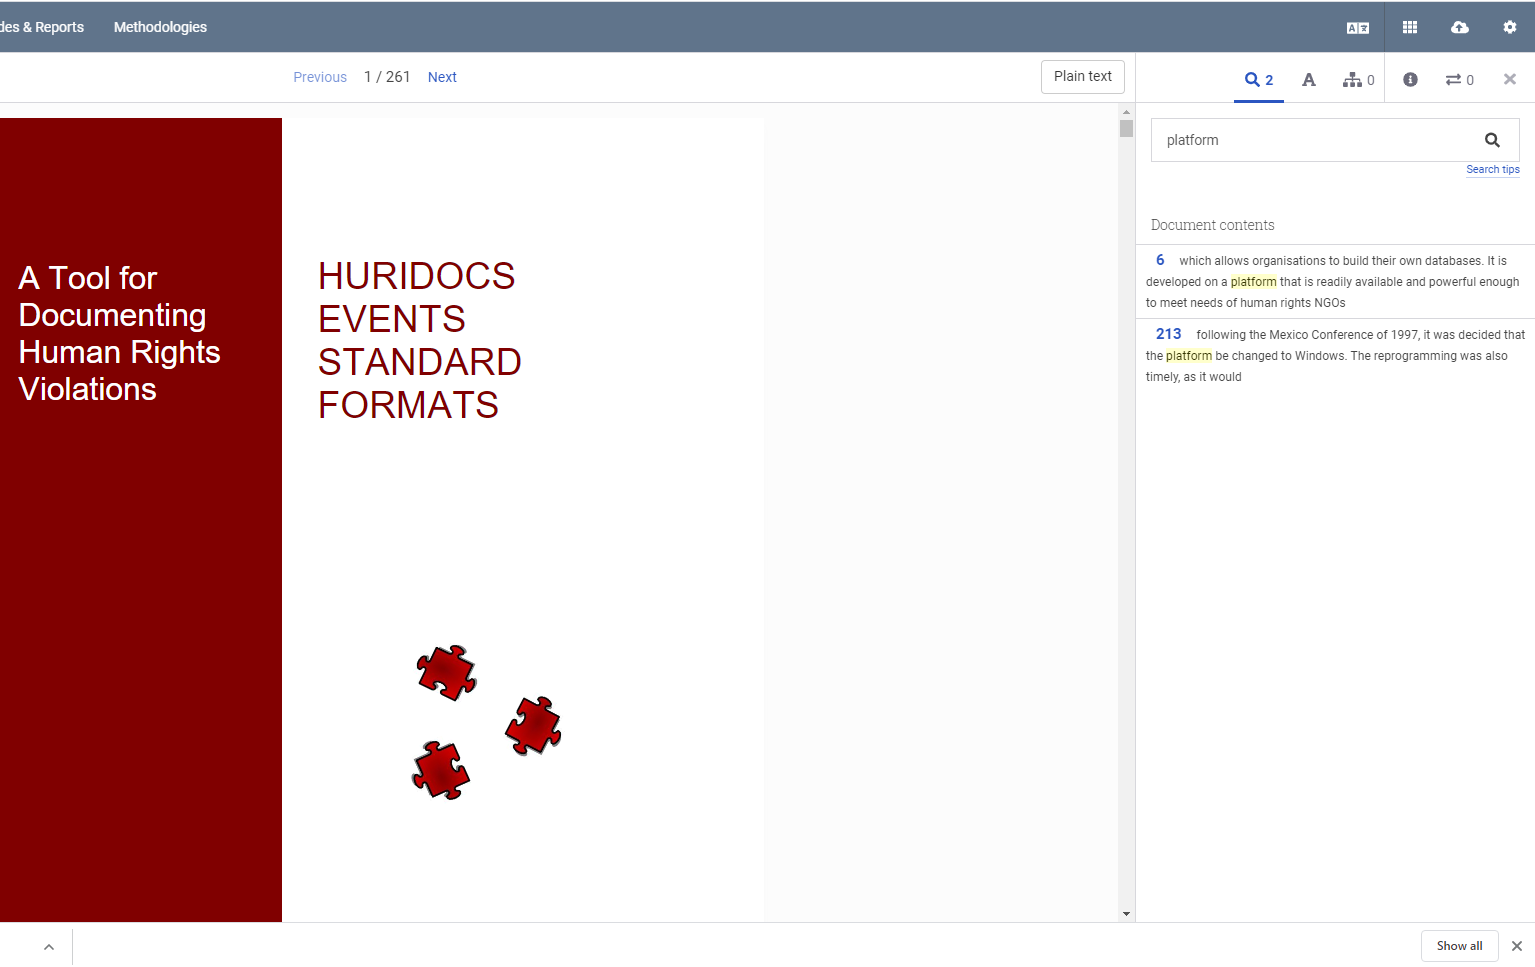 des & Reports Methodologies
Previous 1 / 261 Next Plain text
2 A 0 0
platform
Search tips
A Tool for
Documenting
Human Rights
Violations
HURIDOCS
EVENTS
STANDARD
FORMATS
Document contents
6 which allows organisations to build their own databases. It is
developed on a platform that is readily available and powerful enough
to meet needs of human rights NGOs
213 following the Mexico Conference of 1997, it was decided that
the platform be changed to Windows. The reprogramming was also
timely, as it would
Show all